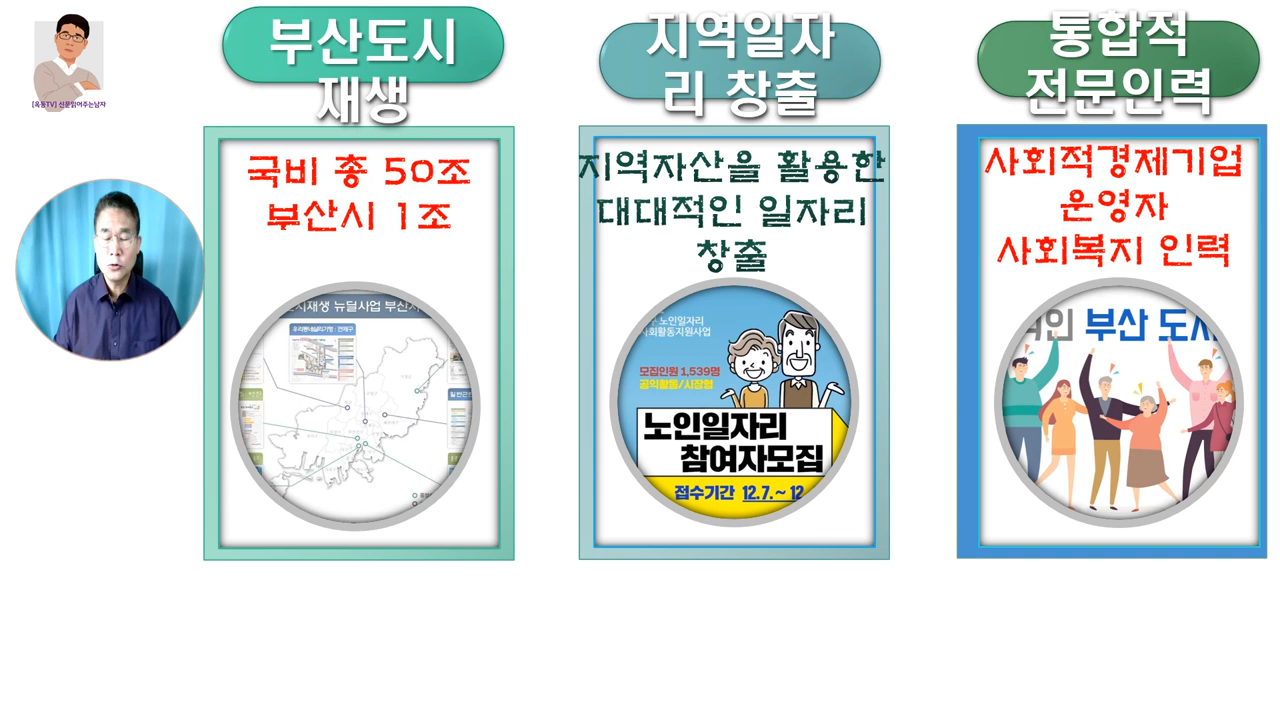 [옥동TV] 신문읽어주는남자
부산도시
재생
국비 총 50조
부산시 1조
시재생 뉴딜사업 부산시
지역일자
리 창출
지역자산을 활용한
대대적인 일자리
창출
노인일자리
사회활동지원사업
모집인원 1,539명
공익활동/시장형
노인일자리
참여자모집
접수기간 12.7.~ 12
통합적
전문인력
사회적경제기업
운영자
사회복지 인력
부산 도시